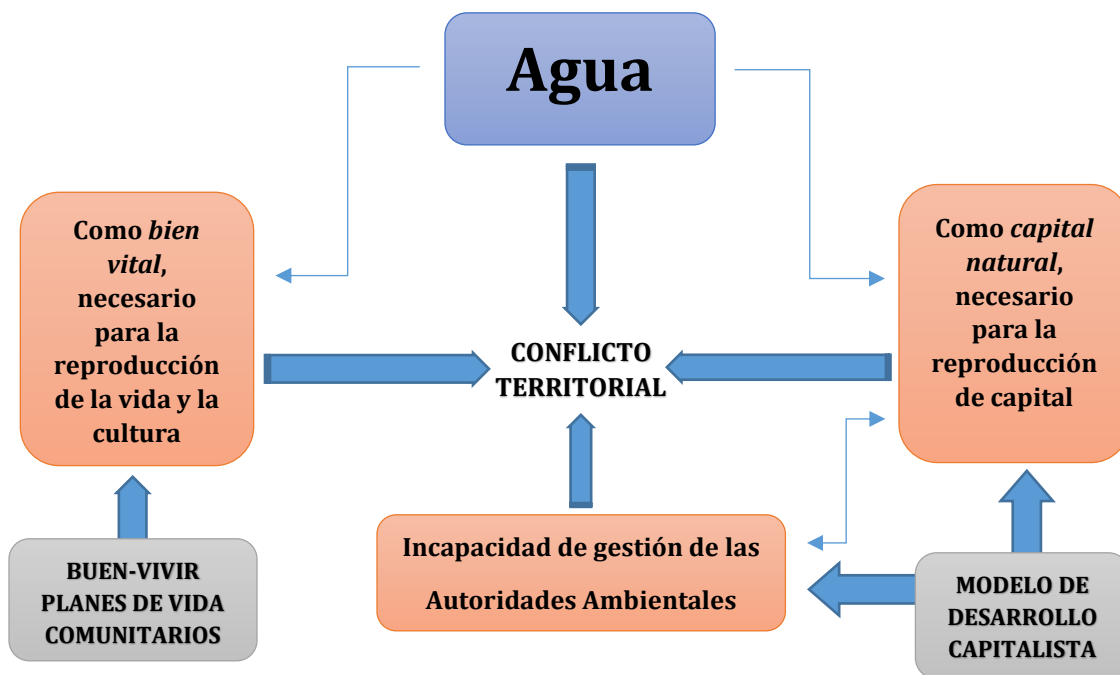 Agua
Como bien
vital,
necesario
para la
reproducción
de la vida y la
cultura
Como capital
natural,
necesario
para la
reproducción
de capital
CONFLICTO
TERRITORIAL
Incapacidad de gestión de las
Autoridades Ambientales
BUEN-VIVIR
PLANES DE VIDA
COMUNITARIOS
MODELO DE
DESARROLLO
CAPITALISTA